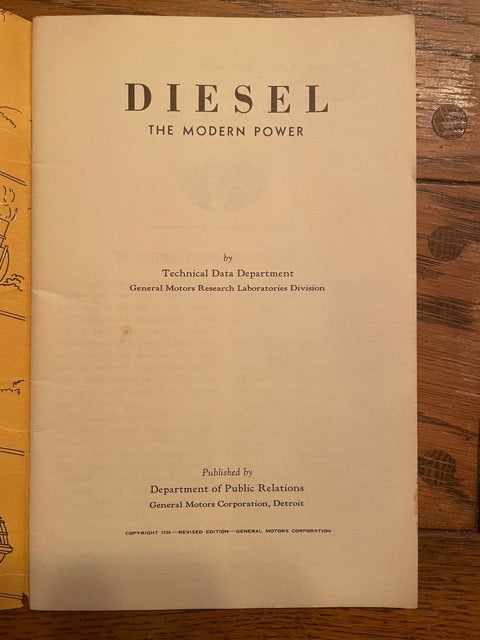 DIESEL
THE MODERN POWER
by
Technical Data Department
General Motors Research Laboratories Division
Published by
Department of Public Relations
General Motors Corporation, Detroit
COPYRIGHT —REVISED EDITION—GENERAL MOTORS CORPORATION